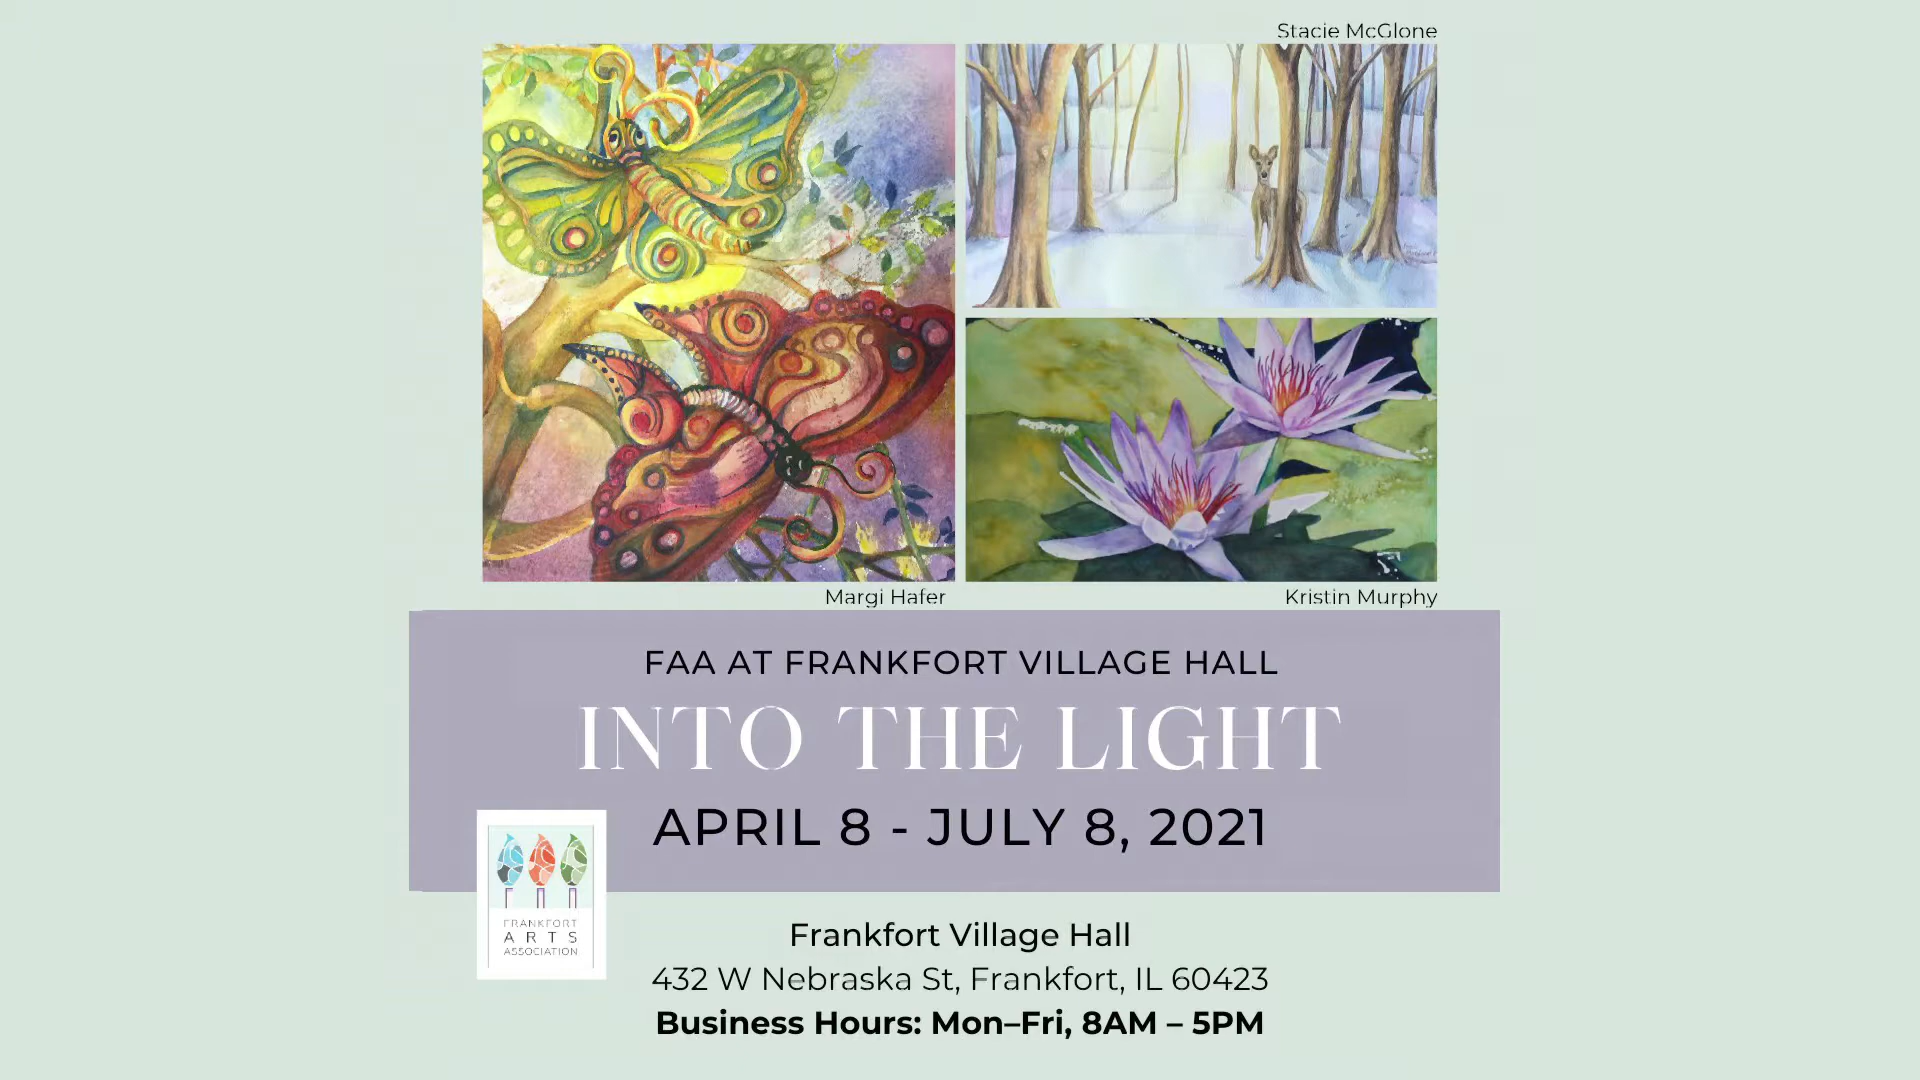 Stacie McGlone
Margi Hafer
Kristin Murphy
FAA AT FRANKFORT VILLAGE HALL
INTO THE LIGHT
APRIL 8 - JULY 8, 2021
FRANKFORT
ARTS
ASSOCIATION
Frankfort Village Hall
432 W Nebraska St, Frankfort, IL 60423
Business Hours: Mon–Fri, 8AM – 5PM